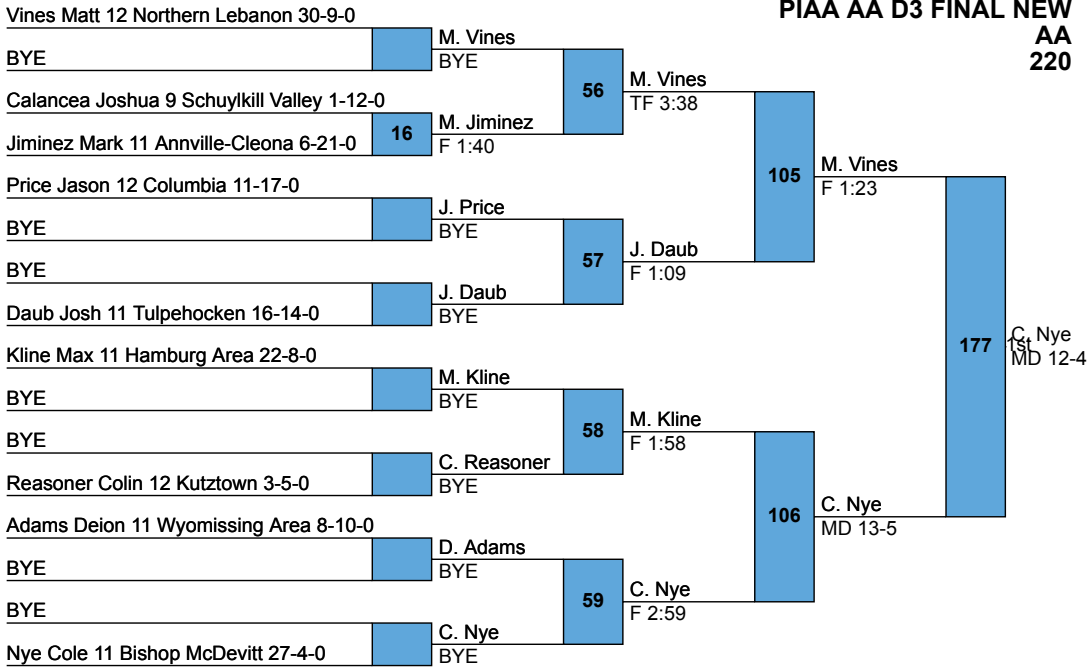 PIAA AA D3 FINAL NEW
AA
220
Vines Matt 12 Northern Lebanon 30-9-0
M. Vines
BYE
BYE
56
M. Vines
TF 3:38
Calancea Joshua 9 Schuylkill Valley 1-12-0
16
M. Jiminez
F 1:40
Jiminez Mark 11 Annville-Cleona 6-21-0
105
M. Vines
F 1:23
Price Jason 12 Columbia 11-17-0
J. Price
BYE
BYE
57
J. Daub
F 1:09
BYE
J. Daub
BYE
Daub Josh 11 Tulpehocken 16-14-0
177
C. Nye
1st
MD 12-4
Kline Max 11 Hamburg Area 22-8-0
M. Kline
BYE
BYE
58
M. Kline
F 1:58
BYE
C. Reasoner
BYE
Reasoner Colin 12 Kutztown 3-5-0
106
C. Nye
MD 13-5
Adams Deion 11 Wyomissing Area 8-10-0
D. Adams
BYE
BYE
59
C. Nye
F 2:59
BYE
C. Nye
BYE
Nye Cole 11 Bishop McDevitt 27-4-0